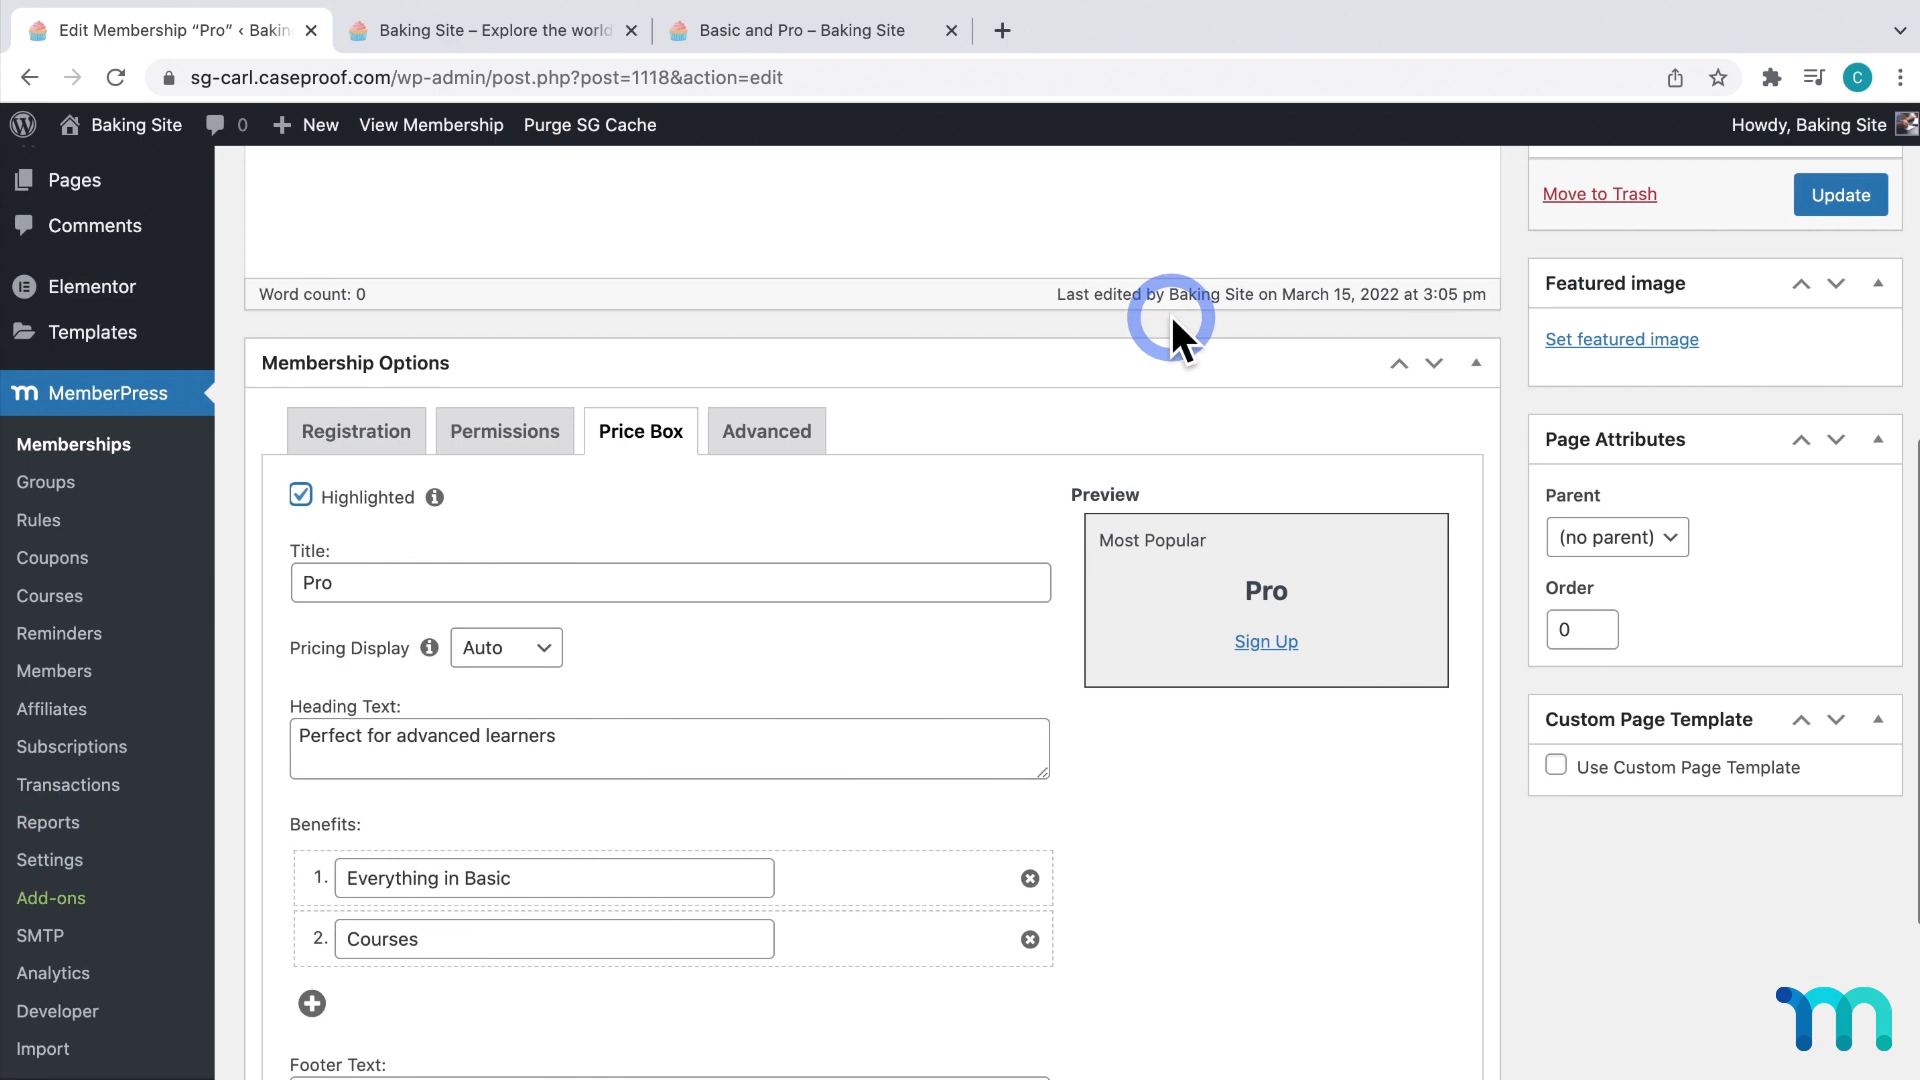 Edit Membership “Pro” ‹ Bakin
Baking Site – Explore the world
Basic and Pro – Baking Site
sg-carl.caseproof.com/wp-admin/post.php?post=1118&action=edit
C
Baking Site
0
New
View Membership
Purge SG Cache
Howdy, Baking Site
Pages
Comments
Elementor
Templates
MemberPress
Memberships
Groups
Rules
Coupons
Courses
Reminders
Members
Affiliates
Subscriptions
Transactions
Reports
Settings
Add-ons
SMTP
Analytics
Developer
Import
Word count: 0
Last edited by Baking Site on March 15, 2022 at 3:05 pm
Membership Options
Registration
Permissions
Price Box
Advanced
Highlighted
Title:
Pro
Pricing Display
Auto
Heading Text:
Perfect for advanced learners
Benefits:
1. Everything in Basic
2. Courses
Footer Text:
Preview
Most Popular
Pro
Sign Up
Move to Trash
Update
Featured image
Set featured image
Page Attributes
Parent
(no parent)
Order
0
Custom Page Template
Use Custom Page Template